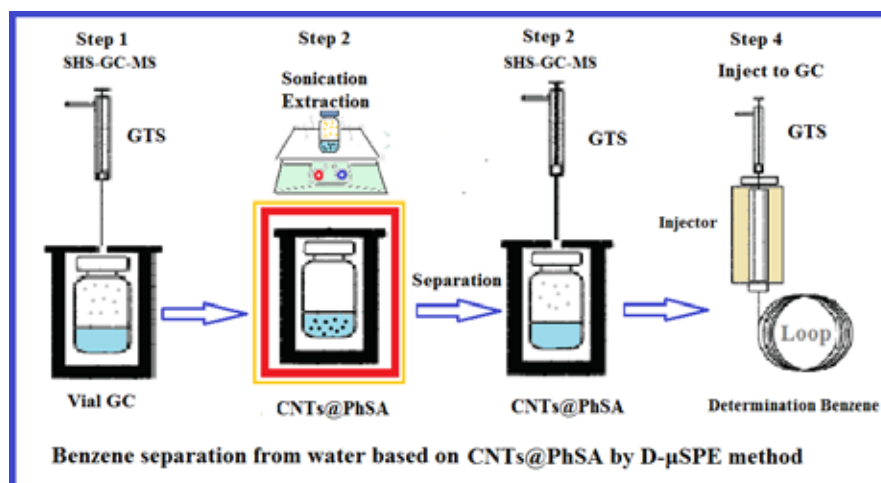 Step 1
SHS-GC-MS
GTS
Vial GC
Step 2
Sonication
Extraction
CNTs@PhSA
Separation
Step 2
SHS-GC-MS
GTS
CNTs@PhSA
Step 4
Inject to GC
GTS
Injector
Loop
Determination Benzene
Benzene separation from water based on CNTs@PhSA by D-µSPE method